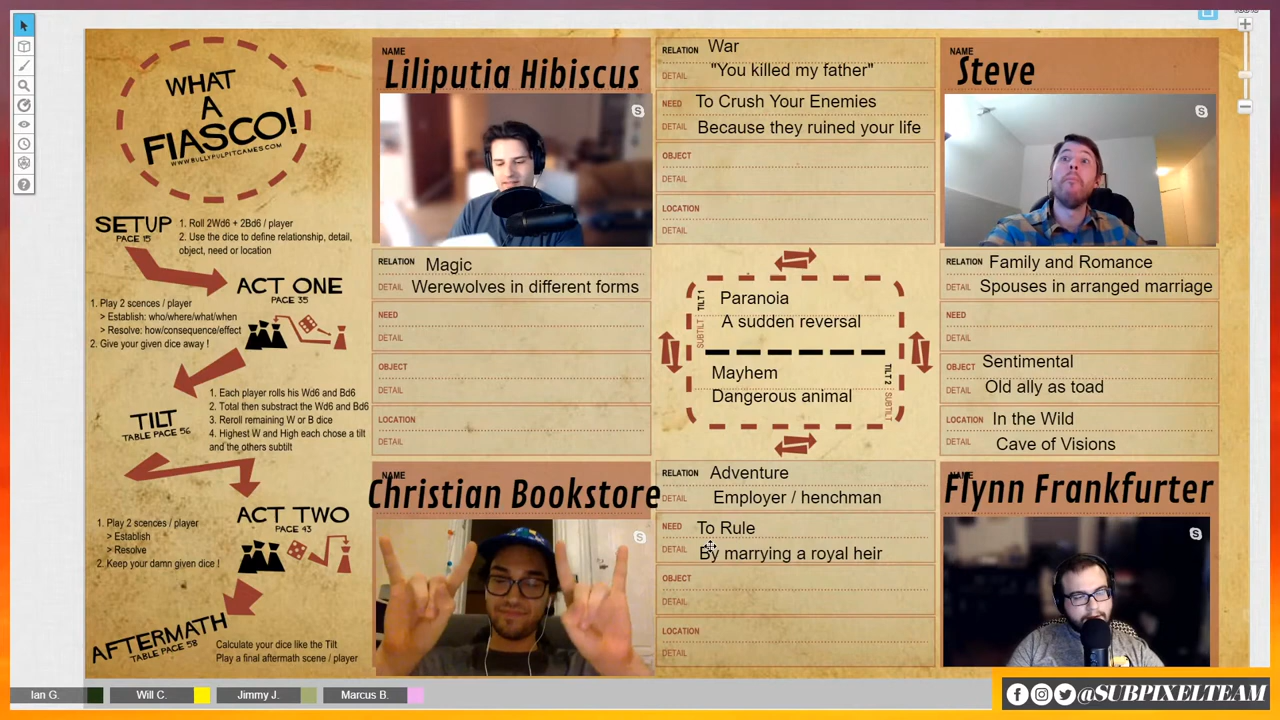 WHAT
A
FIASCO!
WWW.BULLYPULPITGAMES.COM
SETUP
PAGE 15
1. Roll 2Wd6 + 2Bd6 / player
2. Use the dice to define relationship, detail,
object, need or location
ACT ONE
PAGE 35
1. Play 2 scences / player
> Establish: who/where/what/when
> Resolve: how/consequence/effect
2. Give your given dice away !
TILT
TABLE PAGE 56
1. Each player rolls his Wd6 and Bd6
2. Total then substract the Wd6 and Bd6
3. Reroll remaining W or B dice
4. Highest W and High each chose a tilt
and the others subtilt
ACT TWO
PAGE 43
1. Play 2 scences / player
> Establish
> Resolve
2. Keep your damn given dice !
AFTERMATH
TABLE PAGE 58
Calculate your dice like the Tilt
Play a final aftermath scene / player
NAME
Liliputia Hibiscus
RELATION War
DETAIL "You killed my father"
NEED To Crush Your Enemies
DETAIL Because they ruined your life
OBJECT
DETAIL
LOCATION
DETAIL
NAME
Steve
RELATION Magic
DETAIL Werewolves in different forms
NEED
DETAIL
OBJECT
DETAIL
LOCATION
DETAIL
TILT 1 Paranoia
SUBTILT A sudden reversal
Mayhem TILT 2
Dangerous animal SUBTILT
RELATION Family and Romance
DETAIL Spouses in arranged marriage
NEED
DETAIL
OBJECT Sentimental
DETAIL Old ally as toad
LOCATION In the Wild
DETAIL Cave of Visions
NAME
Christian Bookstore
RELATION Adventure
DETAIL Employer / henchman
NEED To Rule
DETAIL By marrying a royal heir
OBJECT
DETAIL
LOCATION
DETAIL
NAME
Flynn Frankfurter
Ian G. Will C. Jimmy J. Marcus B.
@SUBPIXELTEAM